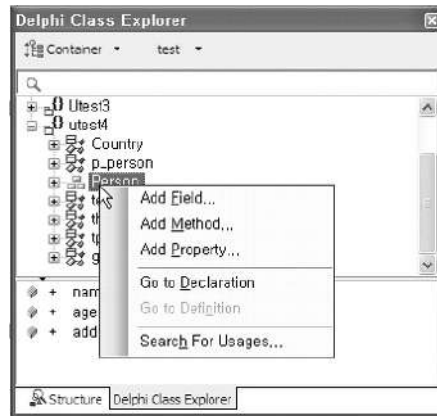 Delphi Class Explorer
Container test
Utest3
utest4
Country
p_person
Person
Add Field...
Add Method...
Add Property...
Go to Declaration
Go to Definition
Search For Usages...
nam
age
add
Structure Delphi Class Explorer